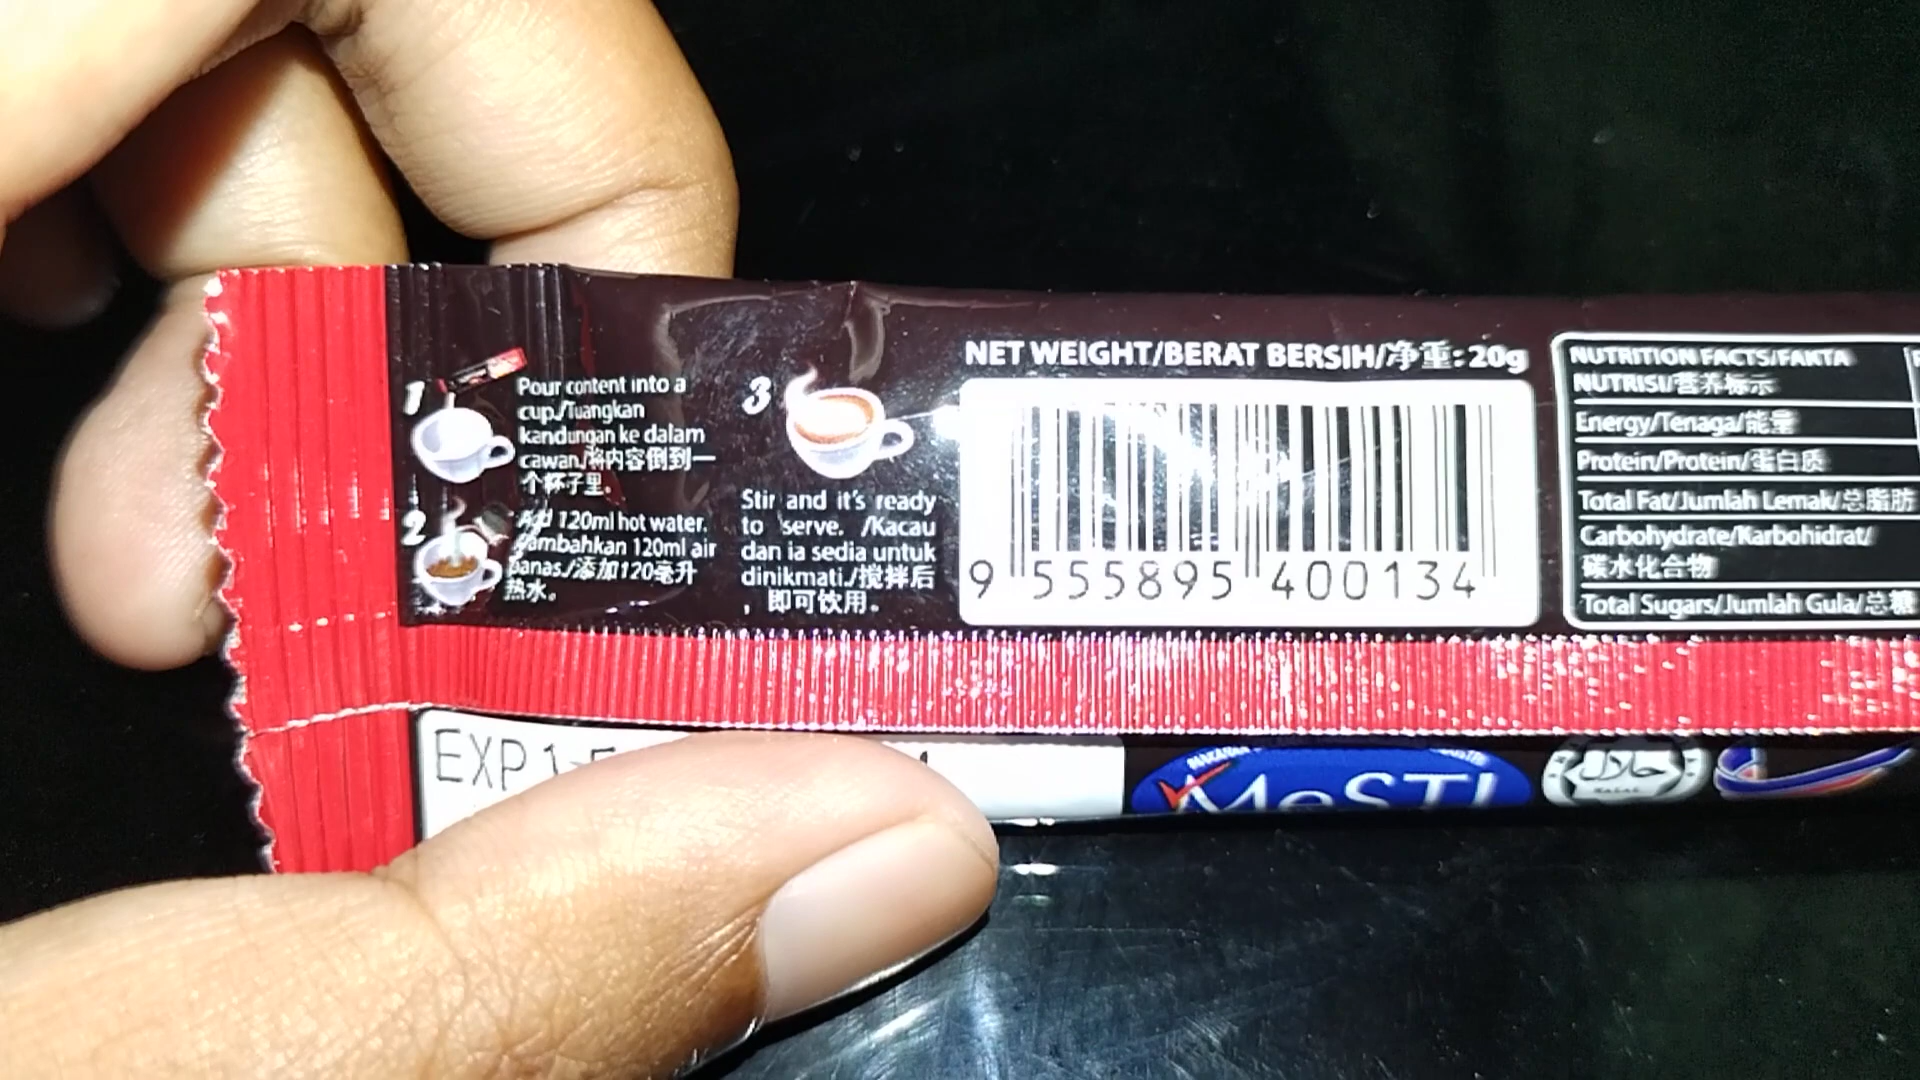 1
Pour content into a
cup./Tuangkan
kandungan ke dalam
cawan./将内容倒到一
个杯子里。
2
Add 120ml hot water.
Tambahkan 120ml air
panas./添加120毫升
热水。
3
Stir and it's ready
to serve. /Kacau
dan ia sedia untuk
dinikmati./搅拌后
，即可饮用。
NET WEIGHT/BERAT BERSIH/净重: 20g
9 555895 400134
NUTRITION FACTS/FAKTA
NUTRISI/营养标示
Energy/Tenaga/能量
Protein/Protein/蛋白质
Total Fat/Jumlah Lemak/总脂肪
Carbohydrate/Karbohidrat/
碳水化合物
Total Sugars/Jumlah Gula/总糖
EXP
MeSTI
حلال